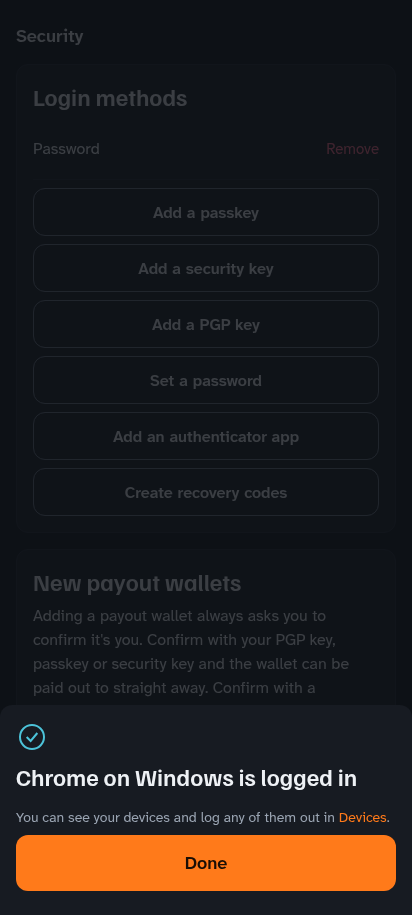 Security
Login methods
Password
Remove
Add a passkey
Add a security key
Add a PGP key
Set a password
Add an authenticator app
Create recovery codes
New payout wallets
Adding a payout wallet always asks you to
confirm it's you. Confirm with your PGP key,
passkey or security key and the wallet can be
paid out to straight away. Confirm with a
Chrome on Windows is logged in
You can see your devices and log any of them out in Devices.
Done